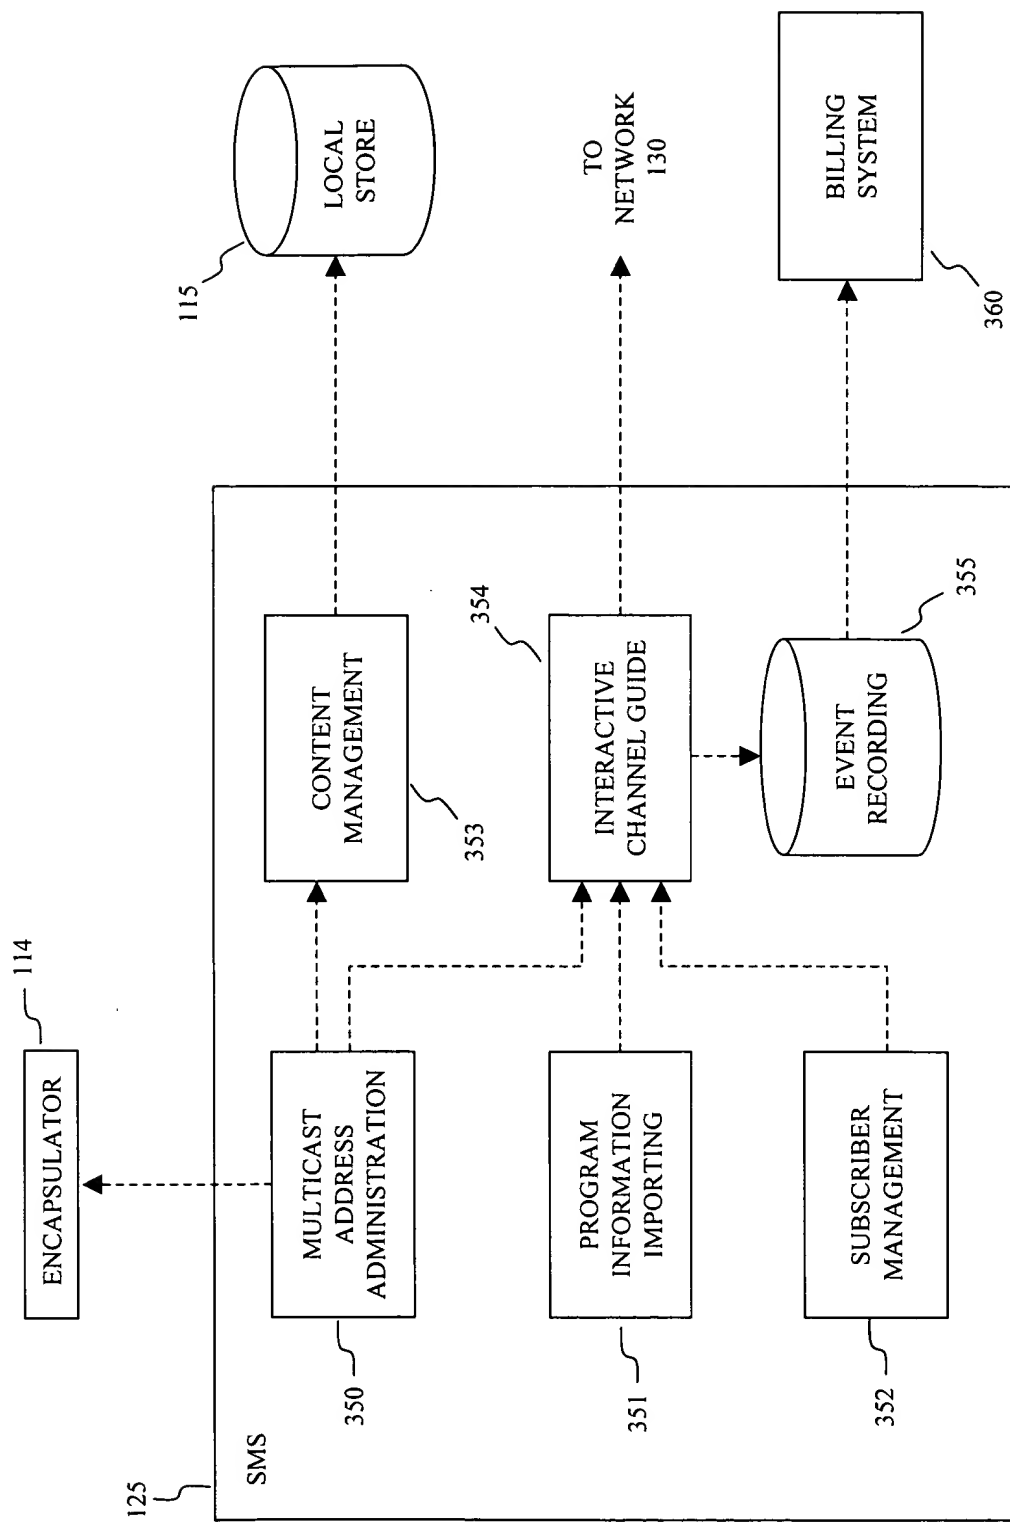 ENCAPSULATOR
114
125
SMS
MULTICAST
ADDRESS
ADMINISTRATION
350
CONTENT
MANAGEMENT
353
115
LOCAL
STORE
PROGRAM
INFORMATION
IMPORTING
351
INTERACTIVE
CHANNEL GUIDE
354
TO
NETWORK
130
SUBSCRIBER
MANAGEMENT
352
EVENT
RECORDING
355
BILLING
SYSTEM
360